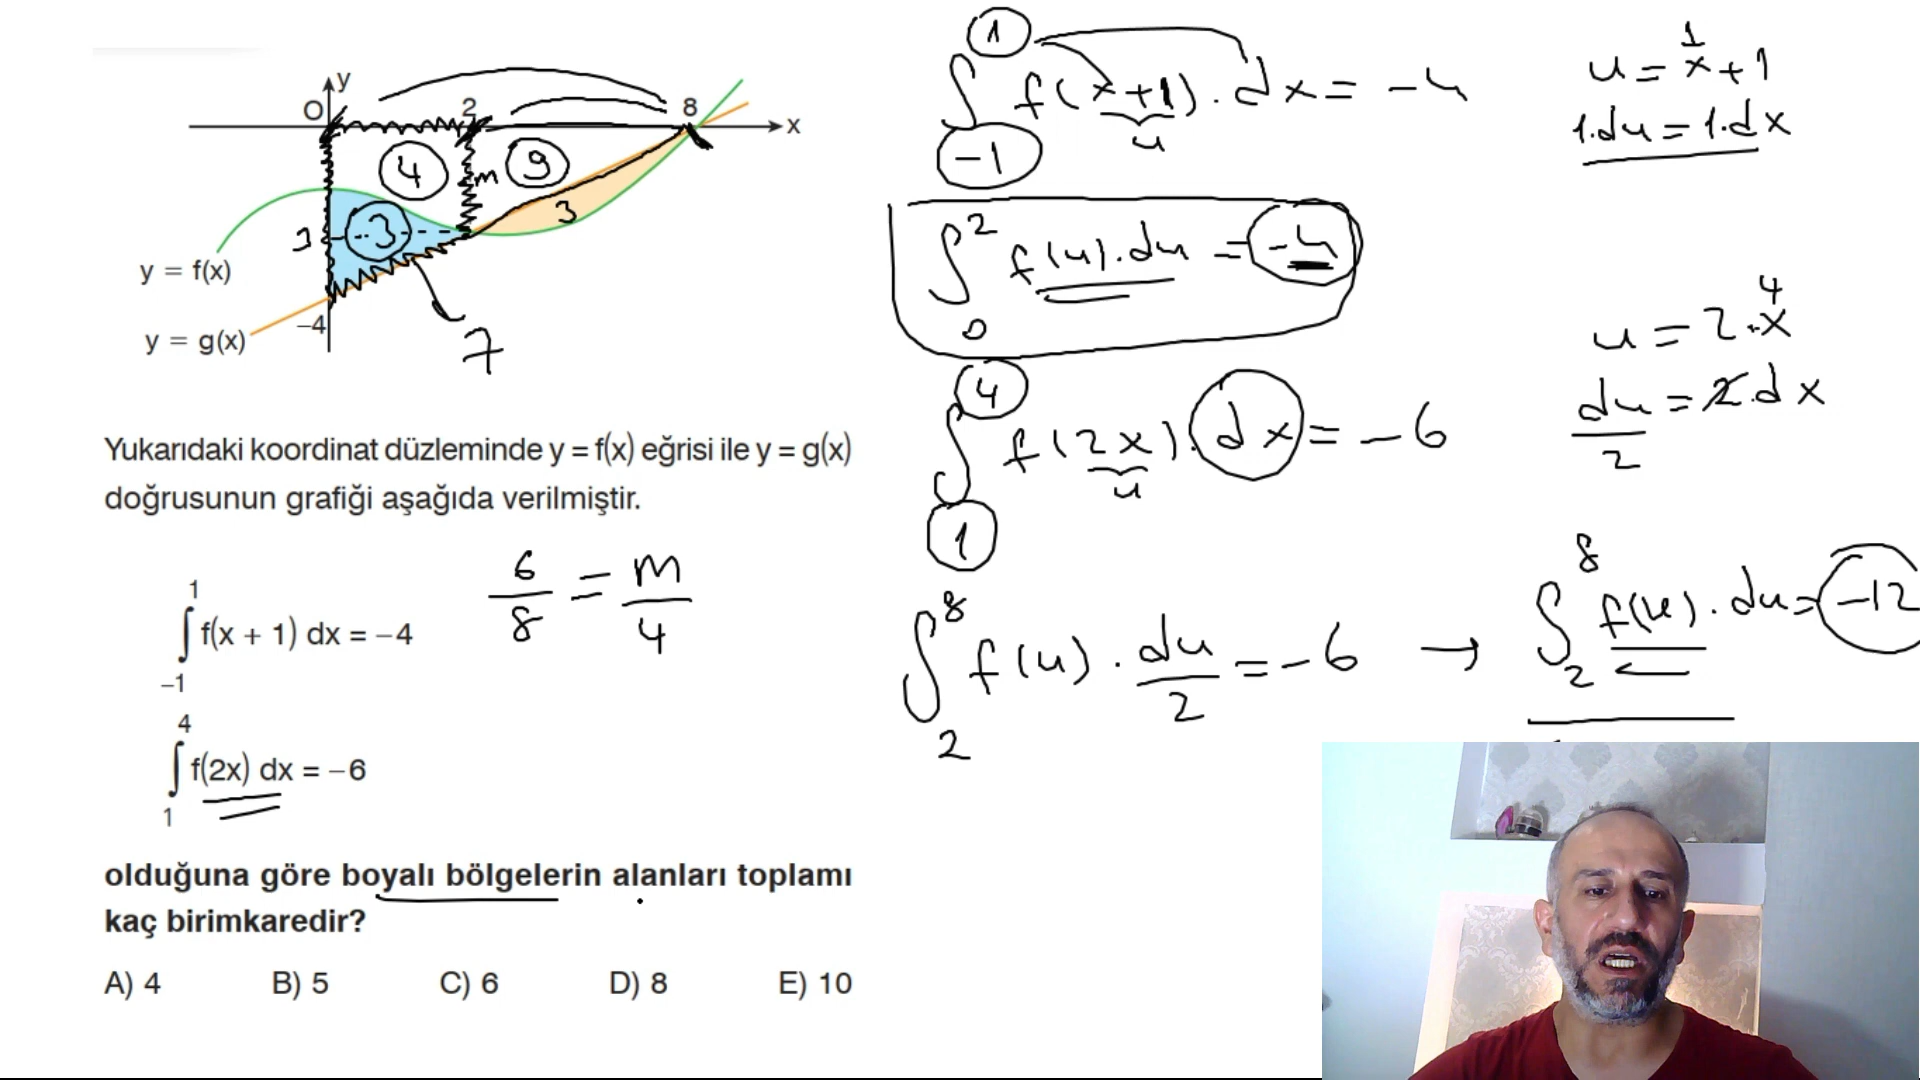 y
O
2
8
x
4
9
m
3
3
3
y = f(x)
–4
y = g(x)
7
Yukarıdaki koordinat düzleminde y = f(x) eğrisi ile y = g(x)
doğrusunun grafiği aşağıda verilmiştir.
1
∫ f(x + 1) dx = –4
–1
4
∫ f(2x) dx = –6
1
6/8 = m/4
olduğuna göre boyalı bölgelerin alanları toplamı
kaç birimkaredir?
A) 4 B) 5 C) 6 D) 8 E) 10
1
∫ f(x+1).dx = -4
u
-1
2
∫ f(u).du = -4
0
4
∫ f(2x).dx = -6
u
1
8
∫ f(u).du/2 = -6 →
2
8
∫ f(u).du = -12
2
1
u = x+1
1.du = 1.dx
4
u = 2.x
du/2 = 2.dx